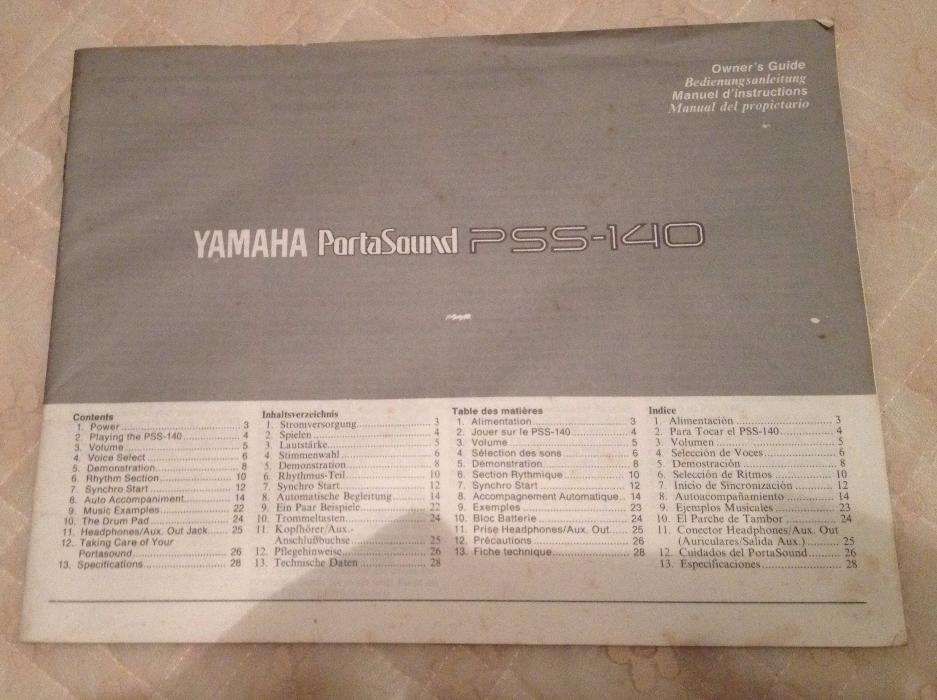 Owner's Guide
Bedienungsanleitung
Manuel d'instructions
Manual del propietario
YAMAHA PortaSound PSS-140
Contents
1. Power 3
2. Playing the PSS-140 4
3. Volume 5
4. Voice Select 6
5. Demonstration 8
6. Rhythm Section 10
7. Synchro Start 12
8. Auto Accompaniment 14
9. Music Examples 22
10. The Drum Pad 24
11. Headphones/Aux. Out Jack 25
12. Taking Care of Your
Portasound 26
13. Specifications 28
Inhaltsverzeichnis
1. Stromversorgung 3
2. Spielen 4
3. Lautstärke 5
4. Stimmenwahl 6
5. Demonstration 8
6. Rhythmus-Teil 10
7. Synchro Start 12
8. Automatische Begleitung 14
9. Ein Paar Beispiele 22
10. Trommeltasten 24
11. Kopfhörer/Aux.-
Anschlußbuchse 25
12. Pflegehinweise 26
13. Technische Daten 28
Table des matières
1. Alimentation 3
2. Jouer sur le PSS-140 4
3. Volume 5
4. Sélection des sons 6
5. Démonstration 8
6. Section Rythmique 10
7. Synchro Start 12
8. Accompagnement Automatique 14
9. Exemples 23
10. Bloc Batterie 24
11. Prise Headphones/Aux. Out 25
12. Précautions 26
13. Fiche technique 28
Indice
1. Alimentación 3
2. Para Tocar el PSS-140 4
3. Volumen 5
4. Selección de Voces 6
5. Demostración 8
6. Selección de Ritmos 10
7. Inicio de Sincronización 12
8. Autoacompañamiento 14
9. Ejemplos Musicales 23
10. El Parche de Tambor 24
11. Conector Headphones/Aux. Out
(Auriculares/Salida Aux.) 25
12. Cuidados del PortaSound 26
13. Especificaciones 28